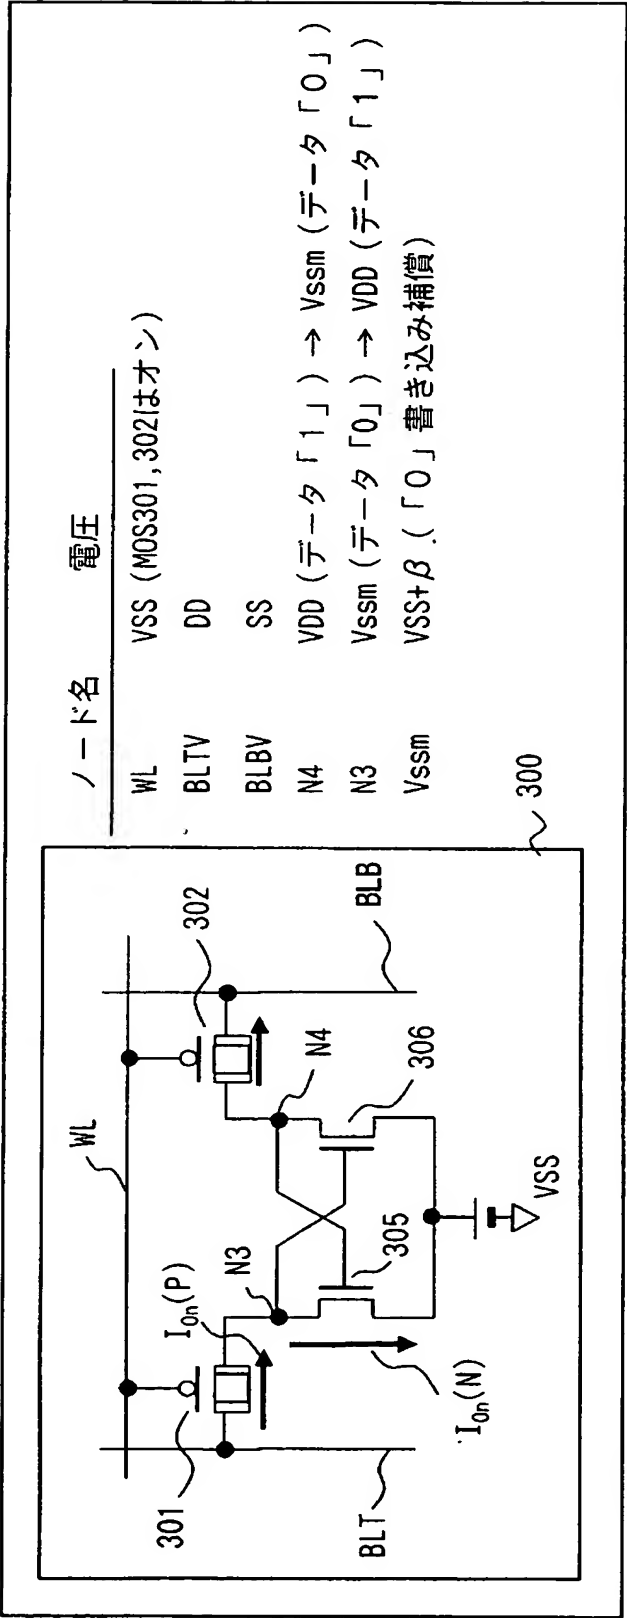 ノード名 電圧
WL VSS (MOS301,302はオン)
BLTV DD
BLBV SS
N4 VDD (データ「1」) → Vssm (データ「0」)
N3 Vssm (データ「0」) → VDD (データ「1」)
Vssm VSS+β.(「0」書き込み補償)
WL
302
301
I0n(P)
N3
N4
BLB
305
306
BLT
I0n(N)
VSS
300